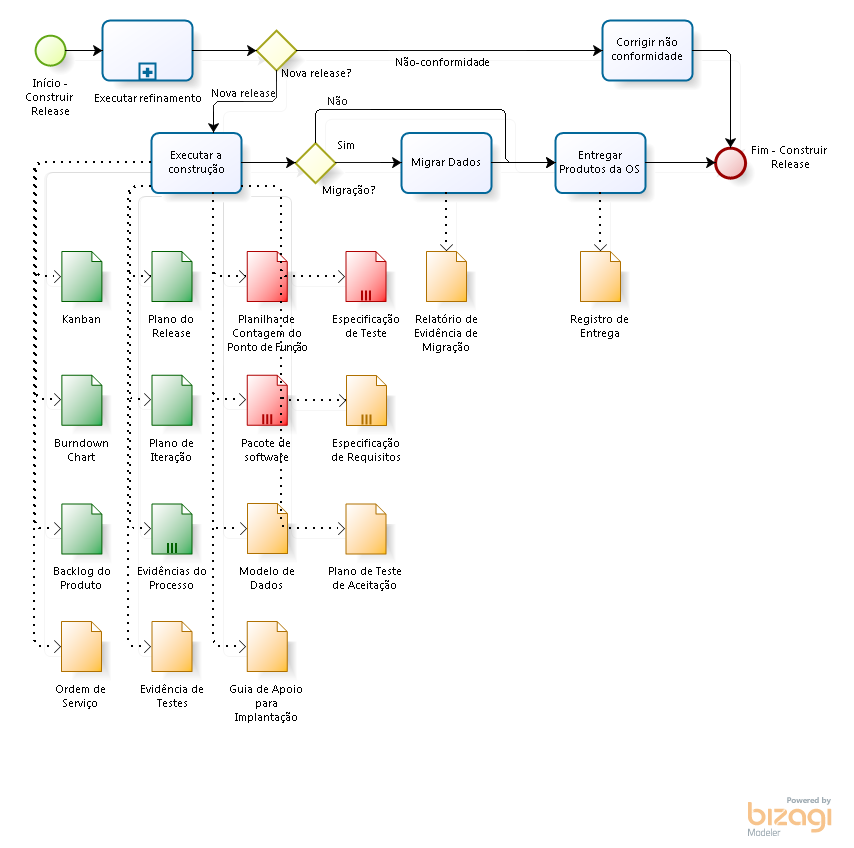 Início -
Construir
Release
Executar refinamento
Nova release?
Nova release
Não-conformidade
Corrigir não
conformidade
Não
Sim
Executar a
construção
Migração?
Migrar Dados
Entregar
Produtos da OS
Fim - Construir
Release
Kanban
Plano do
Release
Planilha de
Contagem do
Ponto de Função
Especificação
de Teste
Relatório de
Evidência de
Migração
Registro de
Entrega
Burndown
Chart
Plano de
Iteração
Pacote de
software
Especificação
de Requisitos
Backlog do
Produto
Evidências do
Processo
Modelo de
Dados
Plano de Teste
de Aceitação
Ordem de
Serviço
Evidência de
Testes
Guia de Apoio
para
Implantação
Powered by
bizagi
Modeler